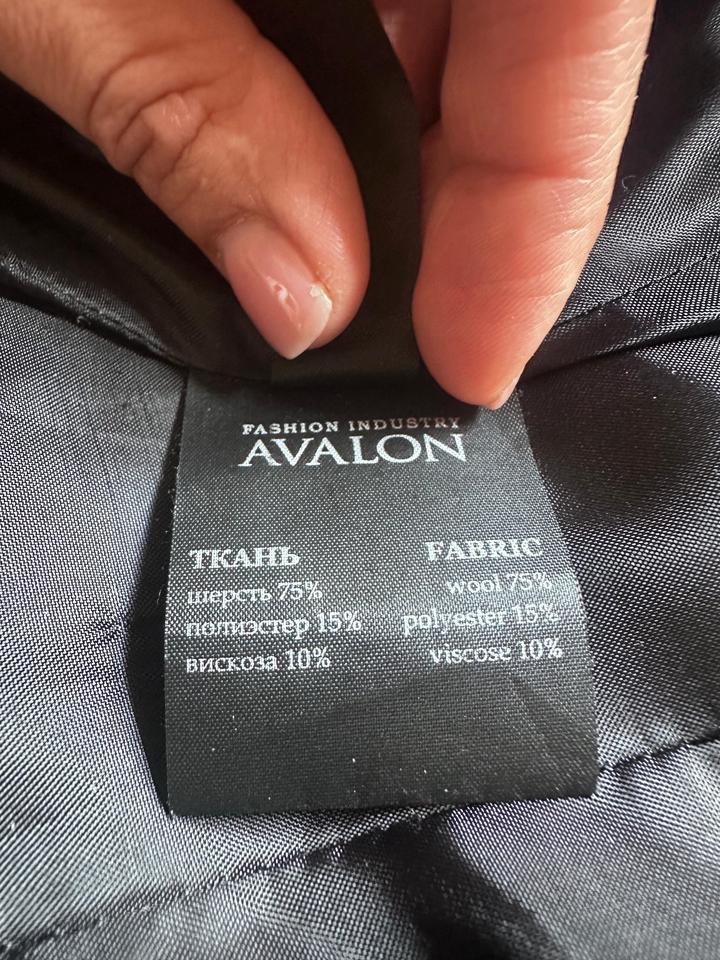 FASHION INDUSTRY
AVALON
ТКАНЬ
шерсть 75%
полиэстер 15%
вискоза 10%
FABRIC
wool 75%
polyester 15%
viscose 10%